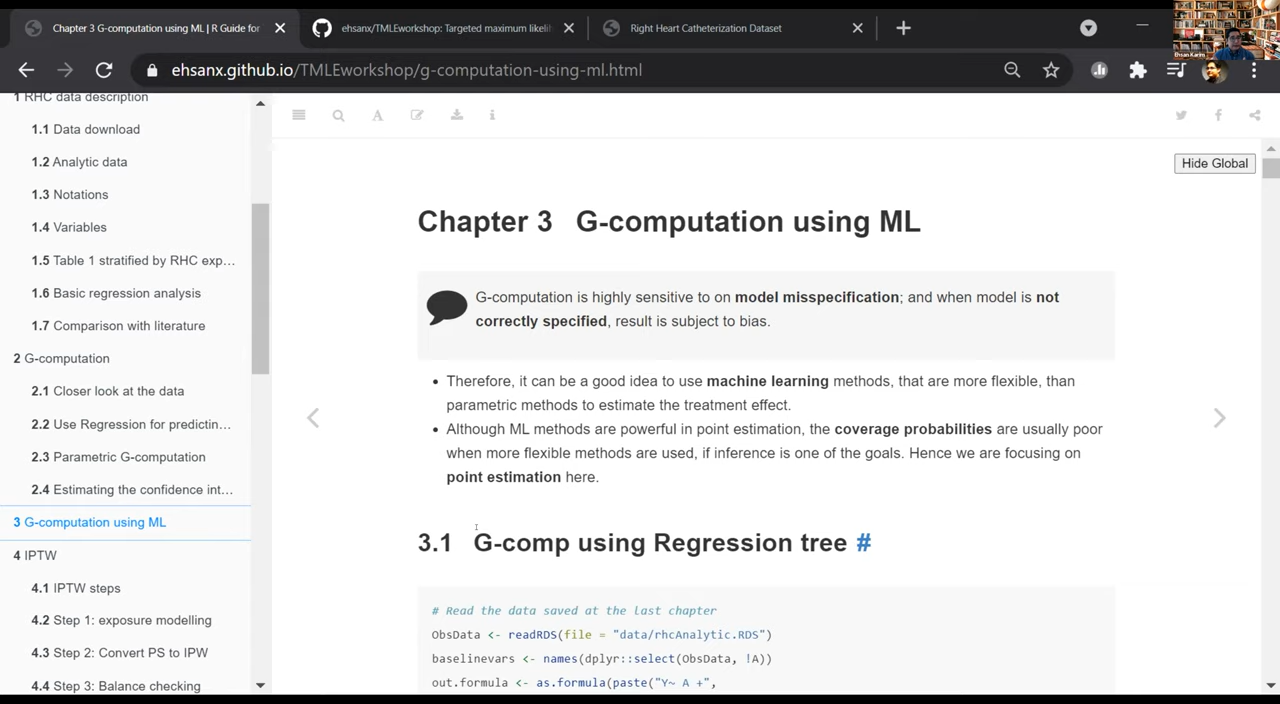 Chapter 3 G-computation using ML | R Guide for
ehsanx/TMLEworkshop: Targeted maximum likeli
Right Heart Catheterization Dataset
ehsanx.github.io/TMLEworkshop/g-computation-using-ml.html
Ehsan Karim
1 RHC data description
1.1 Data download
1.2 Analytic data
1.3 Notations
1.4 Variables
1.5 Table 1 stratified by RHC exp...
1.6 Basic regression analysis
1.7 Comparison with literature
2 G-computation
2.1 Closer look at the data
2.2 Use Regression for predictin...
2.3 Parametric G-computation
2.4 Estimating the confidence int...
3 G-computation using ML
4 IPTW
4.1 IPTW steps
4.2 Step 1: exposure modelling
4.3 Step 2: Convert PS to IPW
4.4 Step 3: Balance checking
Hide Global
Chapter 3 G-computation using ML
G-computation is highly sensitive to on model misspecification; and when model is not
correctly specified, result is subject to bias.
• Therefore, it can be a good idea to use machine learning methods, that are more flexible, than
parametric methods to estimate the treatment effect.
• Although ML methods are powerful in point estimation, the coverage probabilities are usually poor
when more flexible methods are used, if inference is one of the goals. Hence we are focusing on
point estimation here.
3.1 G-comp using Regression tree #
# Read the data saved at the last chapter
ObsData <- readRDS(file = "data/rhcAnalytic.RDS")
baselinevars <- names(dplyr::select(ObsData, !A))
out.formula <- as.formula(paste("Y~ A +",